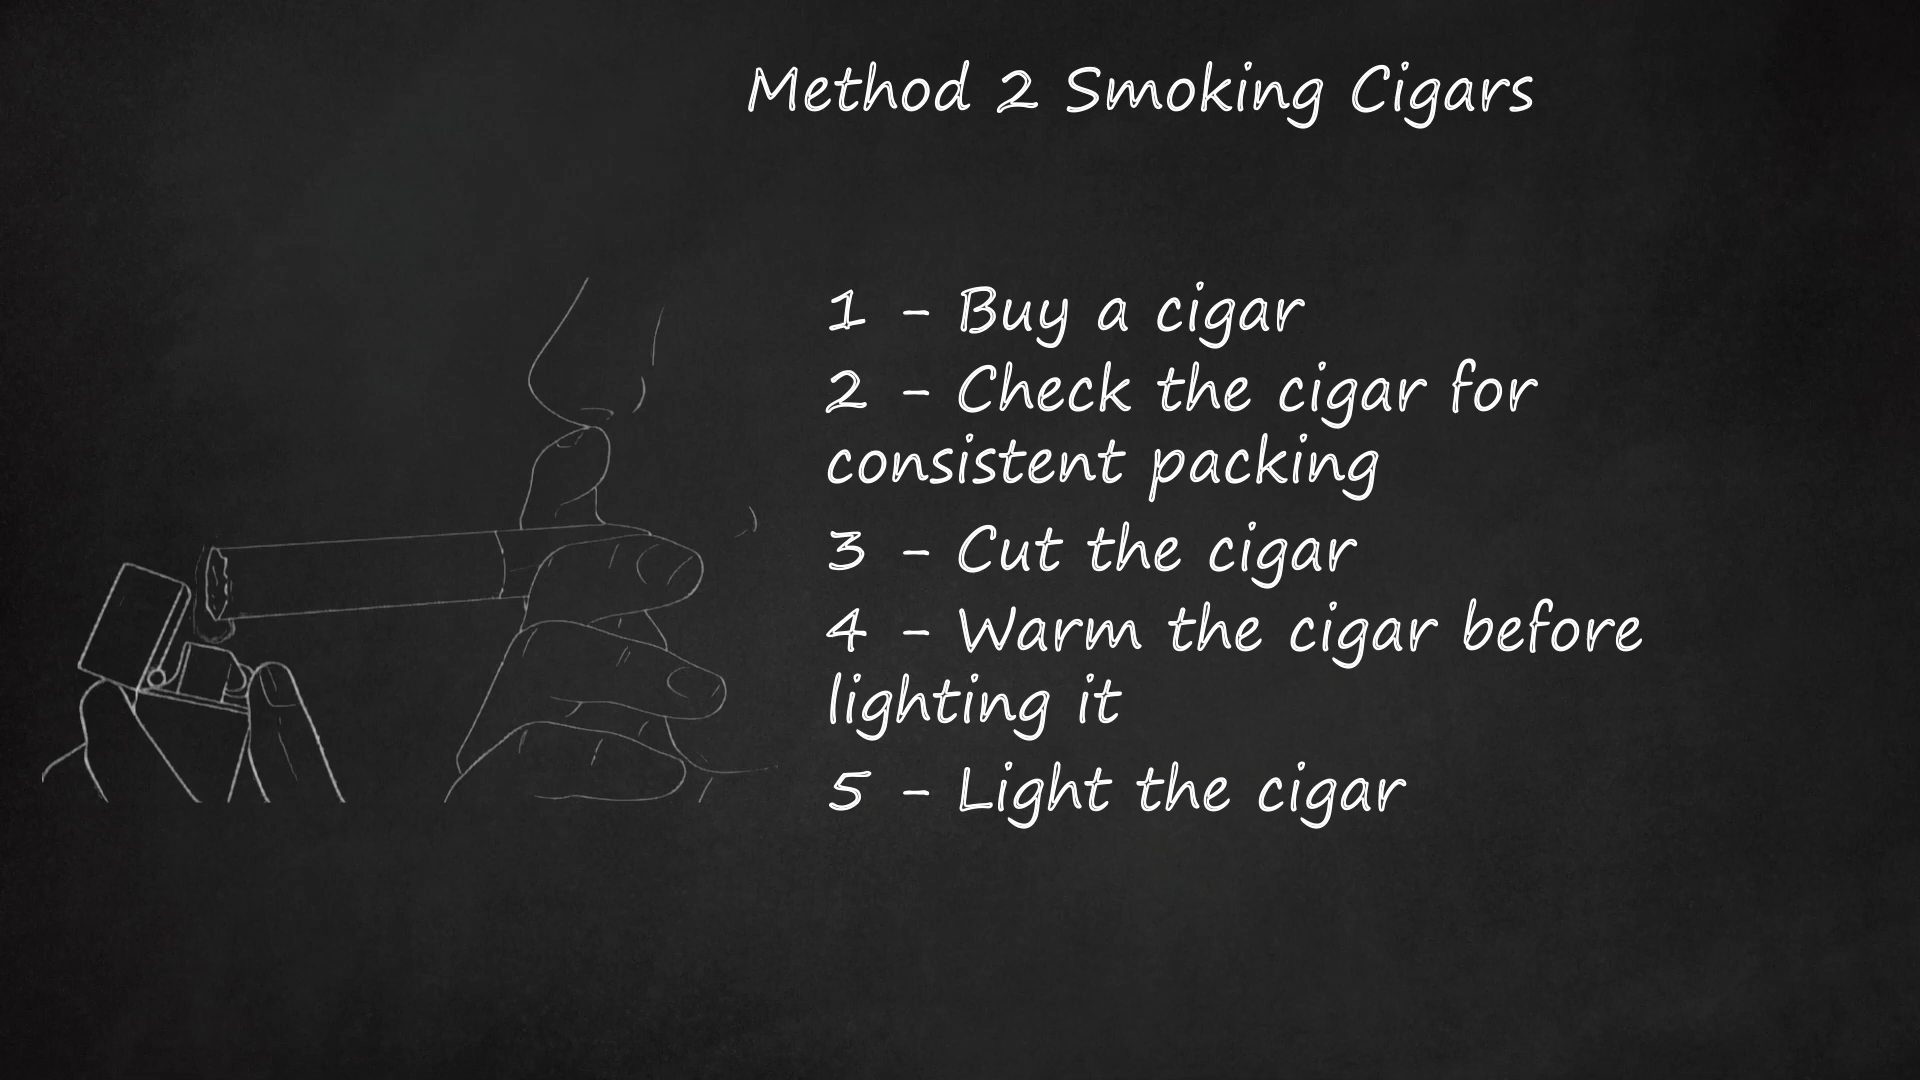 Method 2 Smoking Cigars
1 - Buy a cigar
2 - Check the cigar for
consistent packing
3 - Cut the cigar
4 - Warm the cigar before
lighting it
5 - Light the cigar